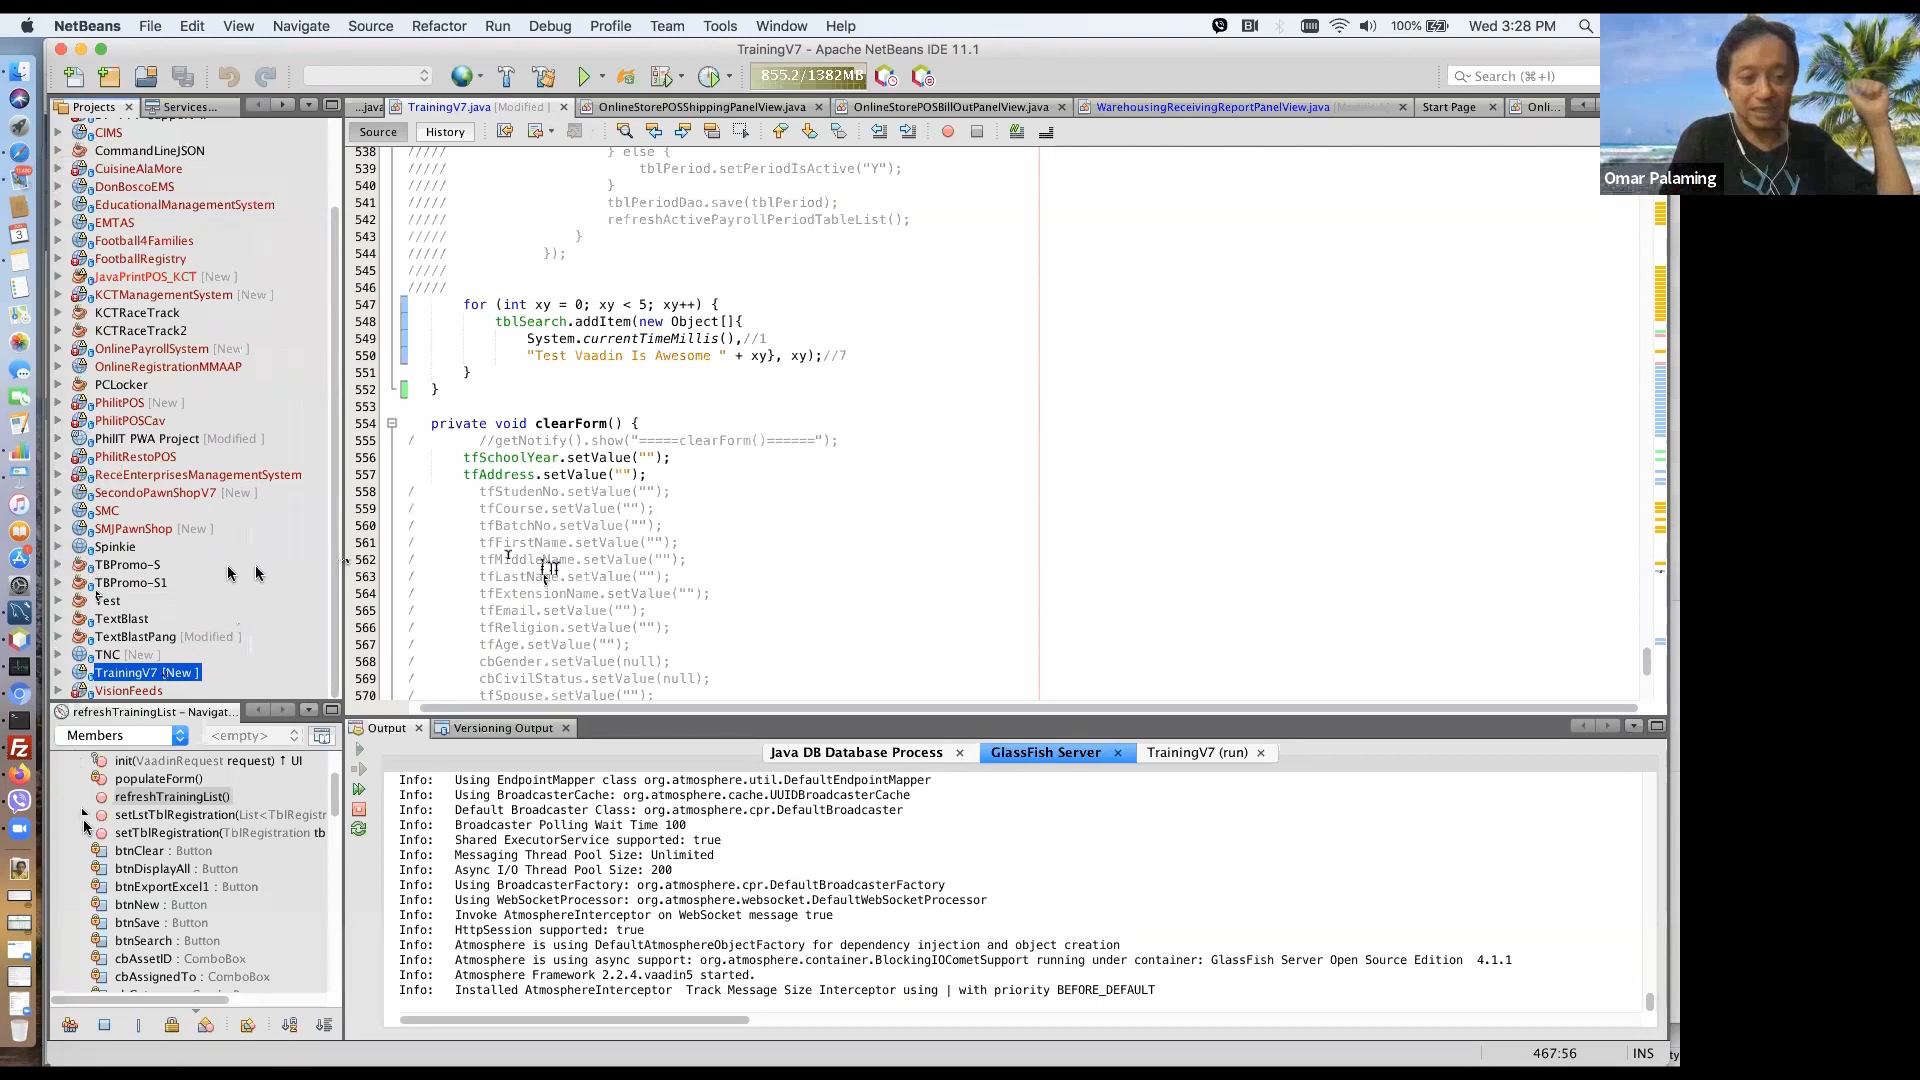 NetBeans File Edit View Navigate Source Refactor Run Debug Profile Team Tools Window Help 100% Wed 3:28 PM
TrainingV7 - Apache NetBeans IDE 11.1
855.2/1382MB Search (⌘+I)
Projects Services... ...java TrainingV7.java [Modified ] OnlineStorePOSShippingPanelView.java OnlineStorePOSBillOutPanelView.java WarehousingReceivingReportPanelView.java Start Page Onli...
Source History
CIMS
CommandLineJSON
CuisineAlaMore
DonBoscoEMS
EducationalManagementSystem
EMTAS
Football4Families
FootballRegistry
JavaPrintPOS_KCT [New ]
KCTManagementSystem [New ]
KCTRaceTrack
KCTRaceTrack2
OnlinePayrollSystem [New ]
OnlineRegistrationMMAAP
PCLocker
PhilitPOS [New ]
PhilitPOSCav
PhilIT PWA Project [Modified ]
PhilitRestoPOS
ReceEnterprisesManagementSystem
SecondoPawnShopV7 [New ]
SMC
SMJPawnShop [New ]
Spinkie
TBPromo-S
TBPromo-S1
Test
TextBlast
TextBlastPang [Modified ]
TNC [New ]
TrainingV7 [New ]
VisionFeeds
538 ///// } else {
539 ///// tblPeriod.setPeriodIsActive("Y");
540 ///// }
541 ///// tblPeriodDao.save(tblPeriod);
542 ///// refreshActivePayrollPeriodTableList();
543 ///// }
544 ///// });
545 /////
546 /////
547 for (int xy = 0; xy < 5; xy++) {
548 tblSearch.addItem(new Object[]{
549 System.currentTimeMillis(),//1
550 "Test Vaadin Is Awesome " + xy}, xy);//7
551 }
552 }
553
554 private void clearForm() {
555 / //getNotify().show("=====clearForm()======");
556 tfSchoolYear.setValue("");
557 tfAddress.setValue("");
558 / tfStudenNo.setValue("");
559 / tfCourse.setValue("");
560 / tfBatchNo.setValue("");
561 / tfFirstName.setValue("");
562 / tfMiddleName.setValue("");
563 / tfLastName.setValue("");
564 / tfExtensionName.setValue("");
565 / tfEmail.setValue("");
566 / tfReligion.setValue("");
567 / tfAge.setValue("");
568 / cbGender.setValue(null);
569 / cbCivilStatus.setValue(null);
570 / tfSpouse.setValue("");
Omar Palaming
refreshTrainingList - Navigat...
Members <empty>
init(VaadinRequest request) ↑ UI
populateForm()
refreshTrainingList()
setLstTblRegistration(List<TblRegistr
setTblRegistration(TblRegistration tb
btnClear : Button
btnDisplayAll : Button
btnExportExcel1 : Button
btnNew : Button
btnSave : Button
btnSearch : Button
cbAssetID : ComboBox
cbAssignedTo : ComboBox
Output Versioning Output
Java DB Database Process GlassFish Server TrainingV7 (run)
Info: Using EndpointMapper class org.atmosphere.util.DefaultEndpointMapper
Info: Using BroadcasterCache: org.atmosphere.cache.UUIDBroadcasterCache
Info: Default Broadcaster Class: org.atmosphere.cpr.DefaultBroadcaster
Info: Broadcaster Polling Wait Time 100
Info: Shared ExecutorService supported: true
Info: Messaging Thread Pool Size: Unlimited
Info: Async I/O Thread Pool Size: 200
Info: Using BroadcasterFactory: org.atmosphere.cpr.DefaultBroadcasterFactory
Info: Using WebSocketProcessor: org.atmosphere.websocket.DefaultWebSocketProcessor
Info: Invoke AtmosphereInterceptor on WebSocket message true
Info: HttpSession supported: true
Info: Atmosphere is using DefaultAtmosphereObjectFactory for dependency injection and object creation
Info: Atmosphere is using async support: org.atmosphere.container.BlockingIOCometSupport running under container: GlassFish Server Open Source Edition 4.1.1
Info: Atmosphere Framework 2.2.4.vaadin5 started.
Info: Installed AtmosphereInterceptor Track Message Size Interceptor using | with priority BEFORE_DEFAULT
467:56 INS